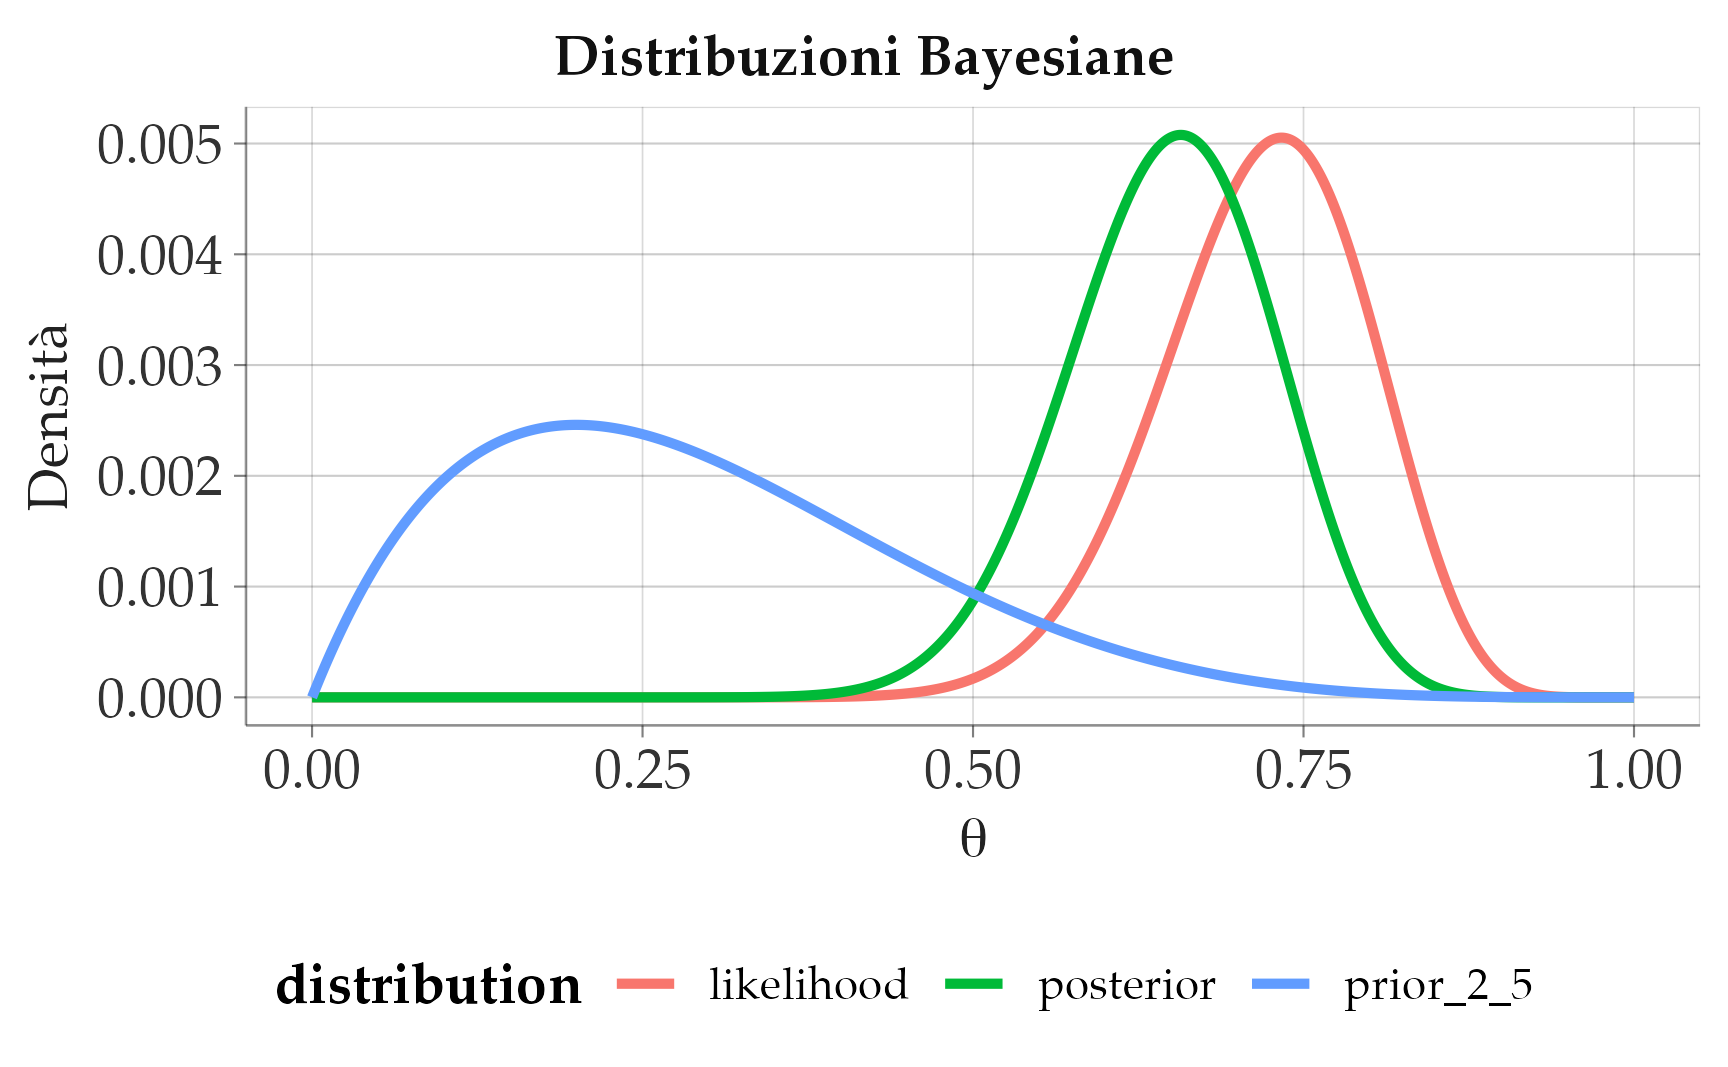 Distribuzioni Bayesiane
Densità
0.005
0.004
0.003
0.002
0.001
0.000
0.00 0.25 0.50 0.75 1.00
θ
distribution likelihood posterior prior_2_5